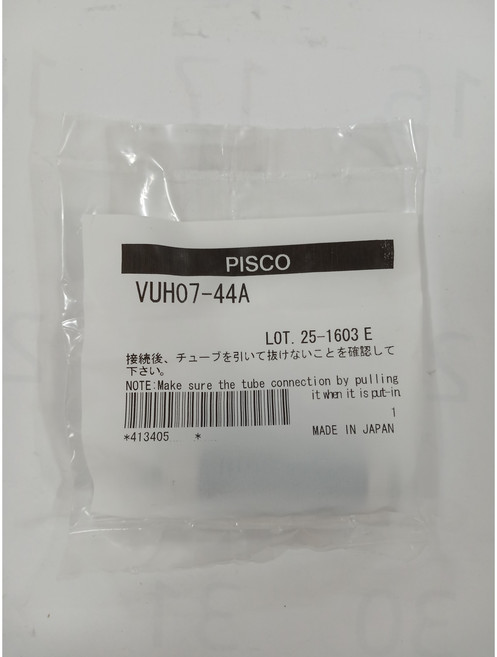 PISCO
VUH07-44A
LOT. 25-1603 E
接続後、チューブを引いて抜けないことを確認して
下さい。
NOTE:Make sure the tube connection by pulling
it when it is put-in.
1
*413405 *
MADE IN JAPAN